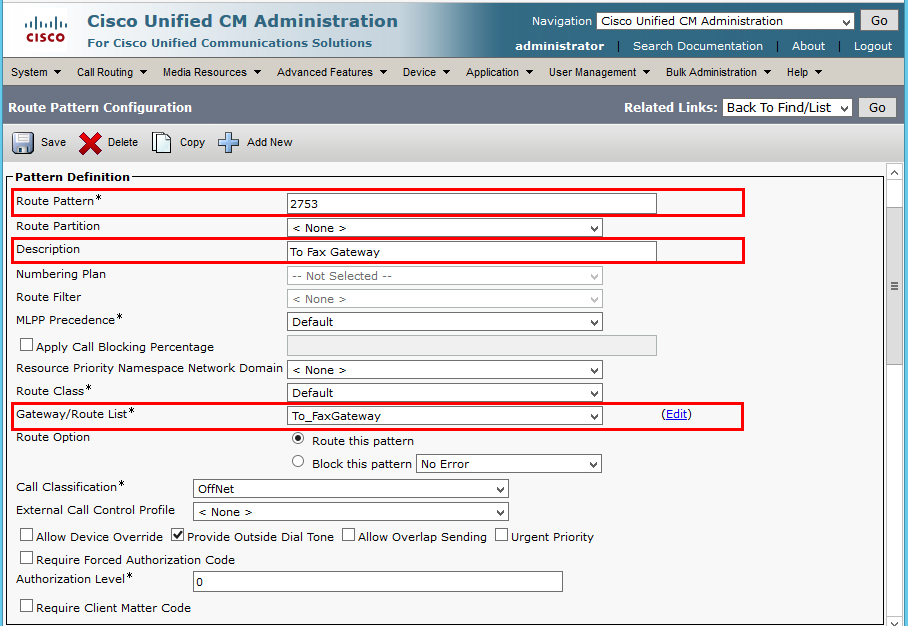 Cisco Unified CM Administration
CISCO
For Cisco Unified Communications Solutions
Navigation Cisco Unified CM Administration Go
administrator | Search Documentation | About | Logout
System Call Routing Media Resources Advanced Features Device Application User Management Bulk Administration Help
Route Pattern Configuration Related Links: Back To Find/List Go
Save Delete Copy Add New
Pattern Definition
Route Pattern* 2753
Route Partition < None >
Description To Fax Gateway
Numbering Plan -- Not Selected --
Route Filter < None >
MLPP Precedence* Default
Apply Call Blocking Percentage
Resource Priority Namespace Network Domain < None >
Route Class* Default
Gateway/Route List* To_FaxGateway (Edit)
Route Option Route this pattern
Block this pattern No Error
Call Classification* OffNet
External Call Control Profile < None >
Allow Device Override Provide Outside Dial Tone Allow Overlap Sending Urgent Priority
Require Forced Authorization Code
Authorization Level* 0
Require Client Matter Code